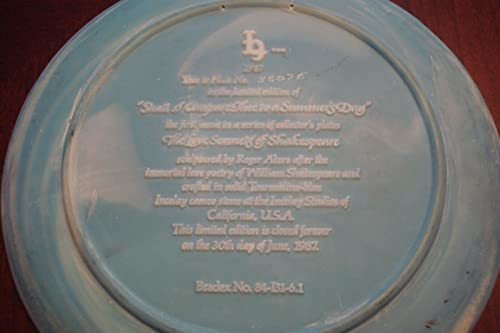 1987
This is Plate No.
in the limited edition of
"Shall I Compare Thee to a Summer's Day"
the first issue in a series of collector's plates
The Love Sonnets of Shakespeare
sculptured by Roger Akers after the
immortal love poetry of William Shakespeare and
crafted in solid Tourmaline-blue
Incolay cameo stone at the Incolay Studios of
California, U.S.A.
This limited edition is closed forever
on the 30th day of June, 1987.
Bradex No. 84-I31-6.1